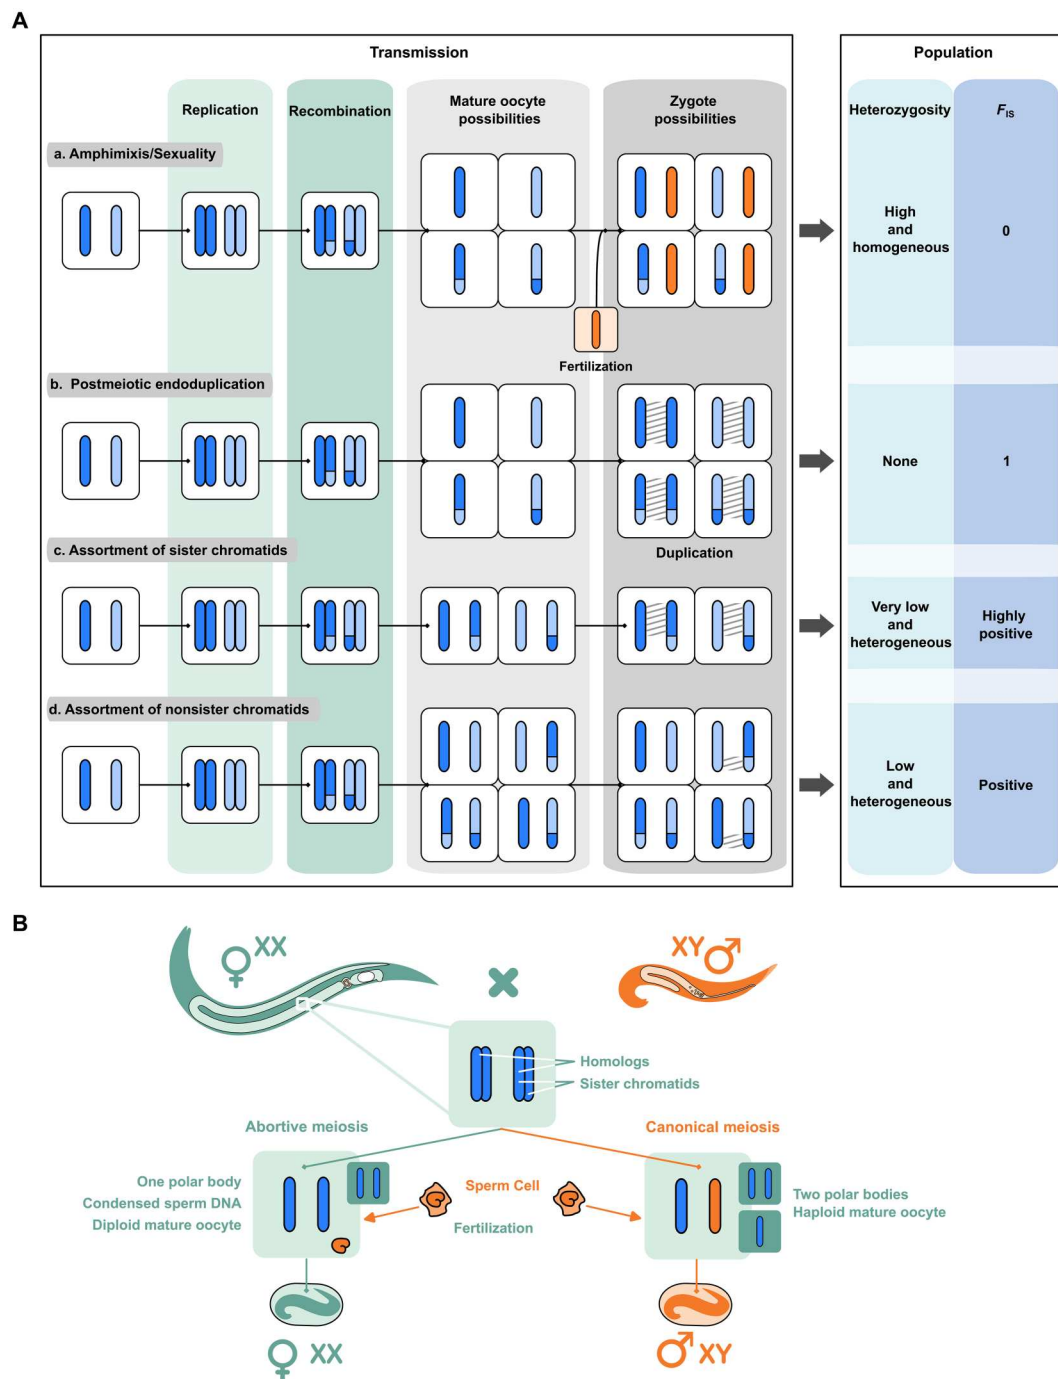 A
Transmission
Population
Replication
Recombination
Mature oocyte
possibilities
Zygote
possibilities
Heterozygosity
FIS
a. Amphimixis/Sexuality
High
and
homogeneous
0
Fertilization
b. Postmeiotic endoduplication
None
1
Duplication
c. Assortment of sister chromatids
Very low
and
heterogeneous
Highly
positive
d. Assortment of nonsister chromatids
Low
and
heterogeneous
Positive
B
XX
XY
Homologs
Sister chromatids
Abortive meiosis
Canonical meiosis
One polar body
Condensed sperm DNA
Diploid mature oocyte
Sperm Cell
Fertilization
Two polar bodies
Haploid mature oocyte
XX
XY